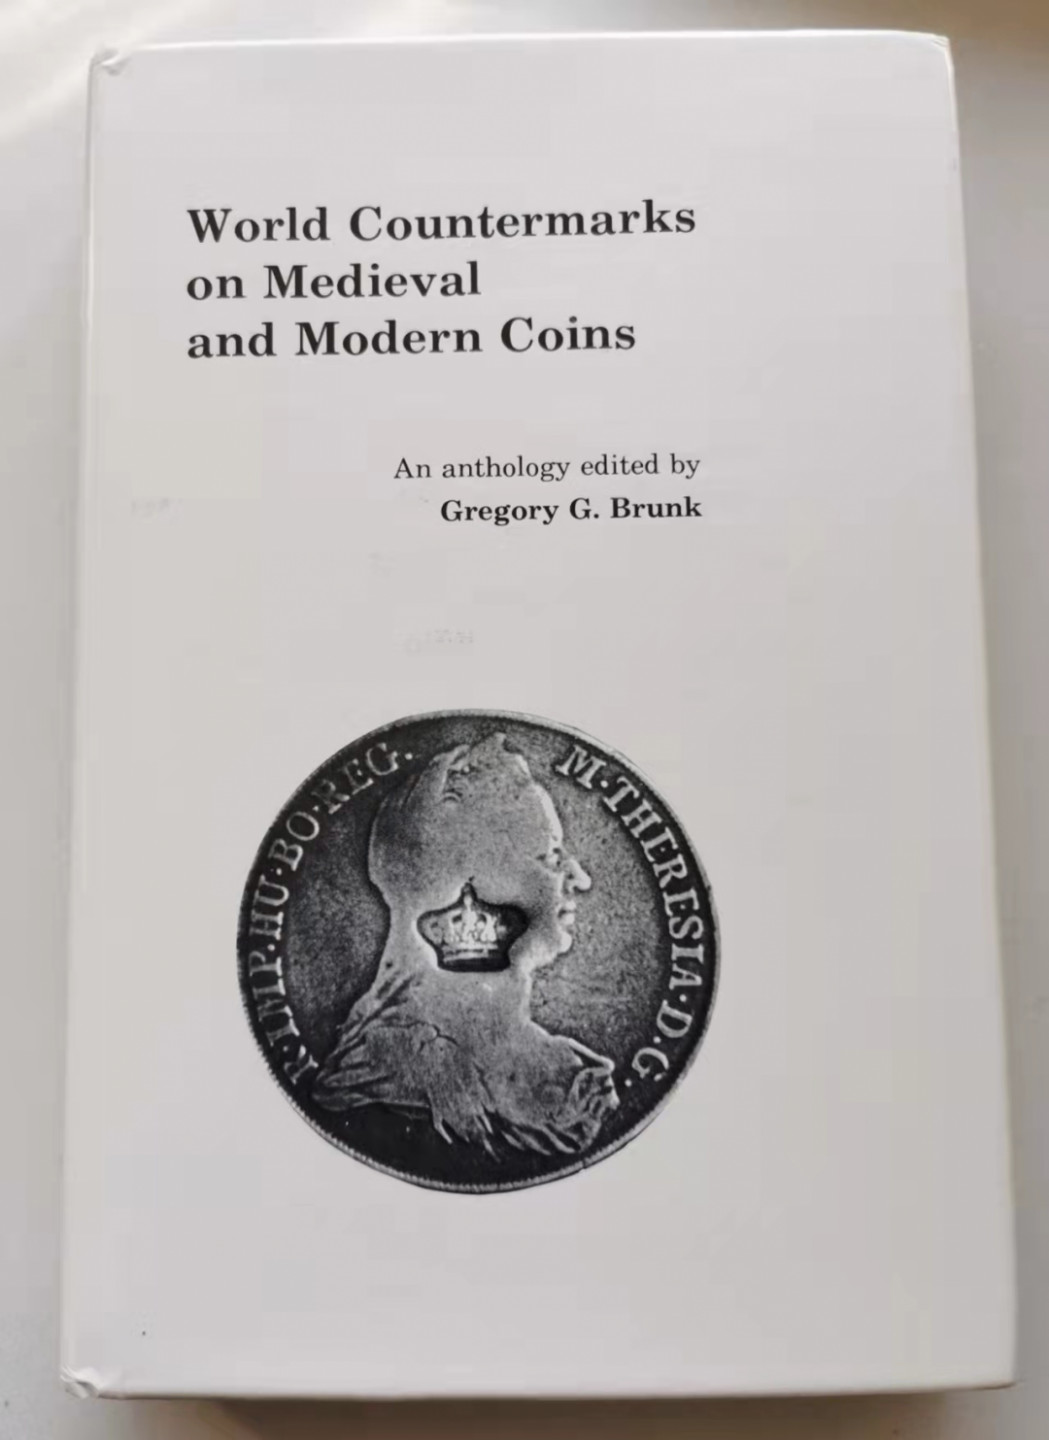 World Countermarks
on Medieval
and Modern Coins
An anthology edited by
Gregory G. Brunk
R·IMP·HU·BO·REG. M·THERESIA·D·G.